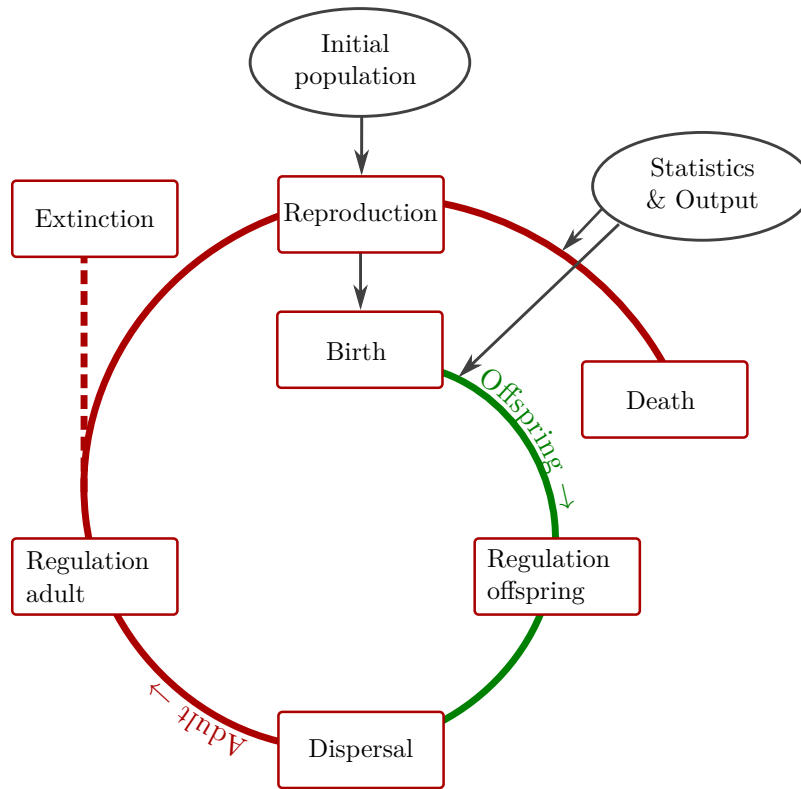 Initial
population
Statistics
& Output
Extinction
Reproduction
Birth
Death
Offspring →
Regulation
adult
Regulation
offspring
Adult →
Dispersal